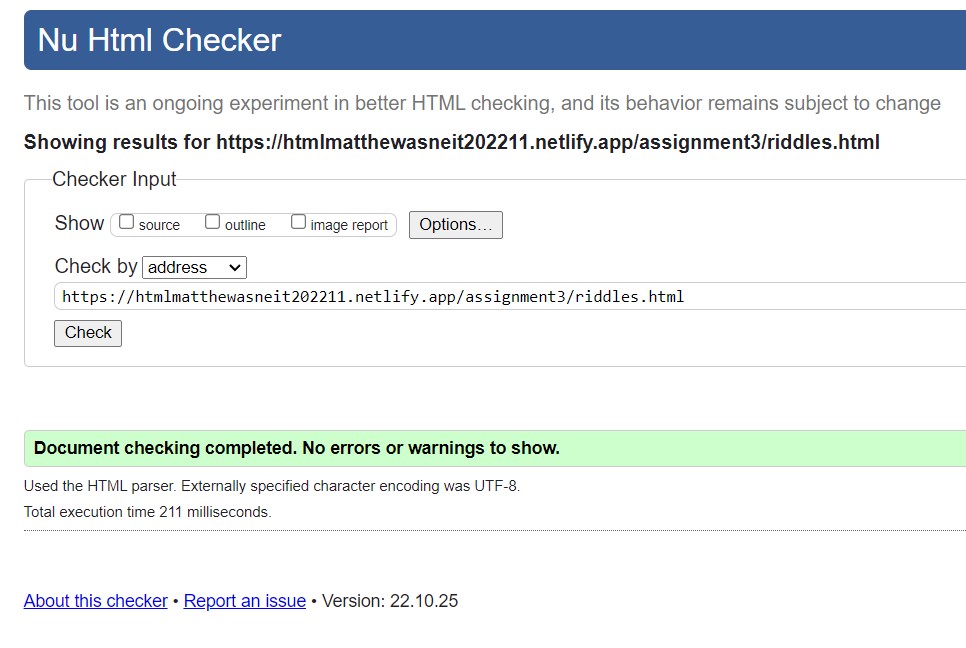 Nu Html Checker
This tool is an ongoing experiment in better HTML checking, and its behavior remains subject to change
Showing results for https://htmlmatthewasneit202211.netlify.app/assignment3/riddles.html
Checker Input
Show source outline image report Options…
Check by address
https://htmlmatthewasneit202211.netlify.app/assignment3/riddles.html
Check
Document checking completed. No errors or warnings to show.
Used the HTML parser. Externally specified character encoding was UTF-8.
Total execution time 211 milliseconds.
About this checker • Report an issue • Version: 22.10.25